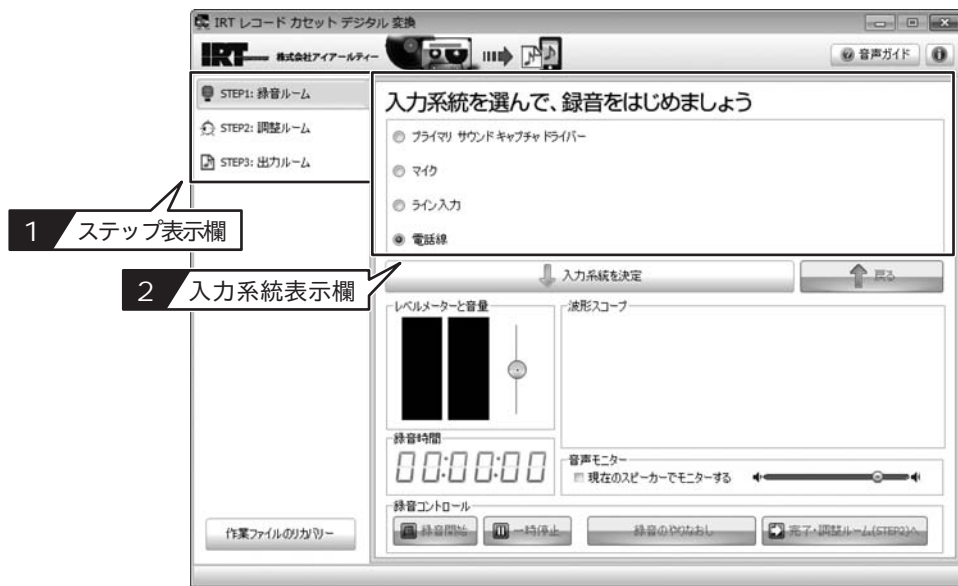 IRT レコード カセット デジタル 変換
IRT 株式会社アイアールティー
音声ガイド
STEP1: 録音ルーム
STEP2: 調整ルーム
STEP3: 出力ルーム
1 ステップ表示欄
入力系統を選んで、録音をはじめましょう
プライマリ サウンド キャプチャ ドライバー
マイク
ライン入力
電話線
2 入力系統表示欄
入力系統を決定
戻る
レベルメーターと音量
波形スコープ
録音時間
00:00:00
音声モニター
現在のスピーカーでモニターする
録音コントロール
録音開始
一時停止
録音のやりなおし
完了・調整ルーム(STEP2)へ
作業ファイルのリカバリー